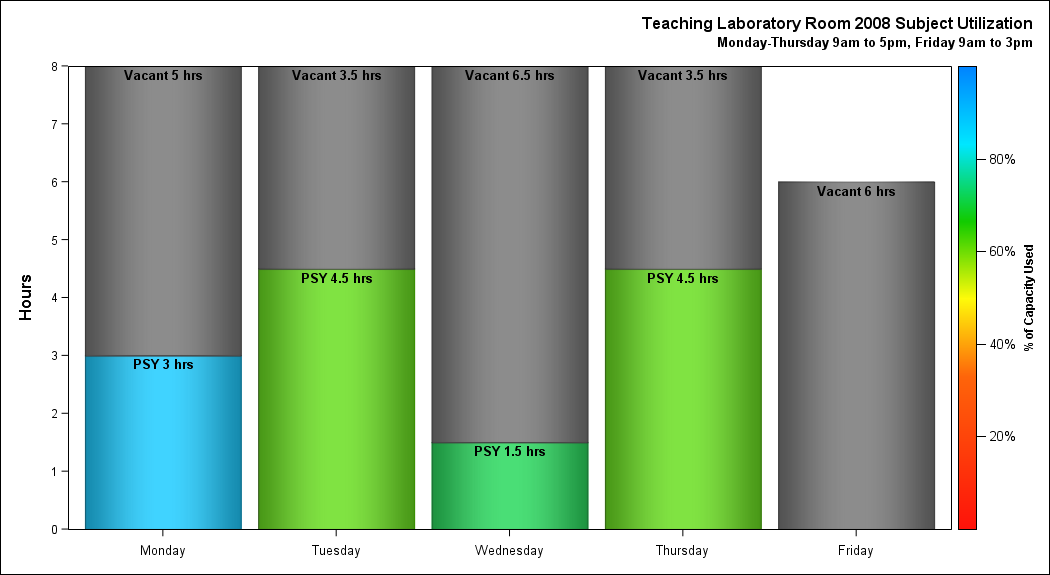 Teaching Laboratory Room 2008 Subject Utilization
Monday-Thursday 9am to 5pm, Friday 9am to 3pm
8
7
6
5
4
3
2
1
0
Hours
Vacant 5 hrs
PSY 3 hrs
Vacant 3.5 hrs
PSY 4.5 hrs
Vacant 6.5 hrs
PSY 1.5 hrs
Vacant 3.5 hrs
PSY 4.5 hrs
Vacant 6 hrs
Monday
Tuesday
Wednesday
Thursday
Friday
80%
60%
40%
20%
% of Capacity Used